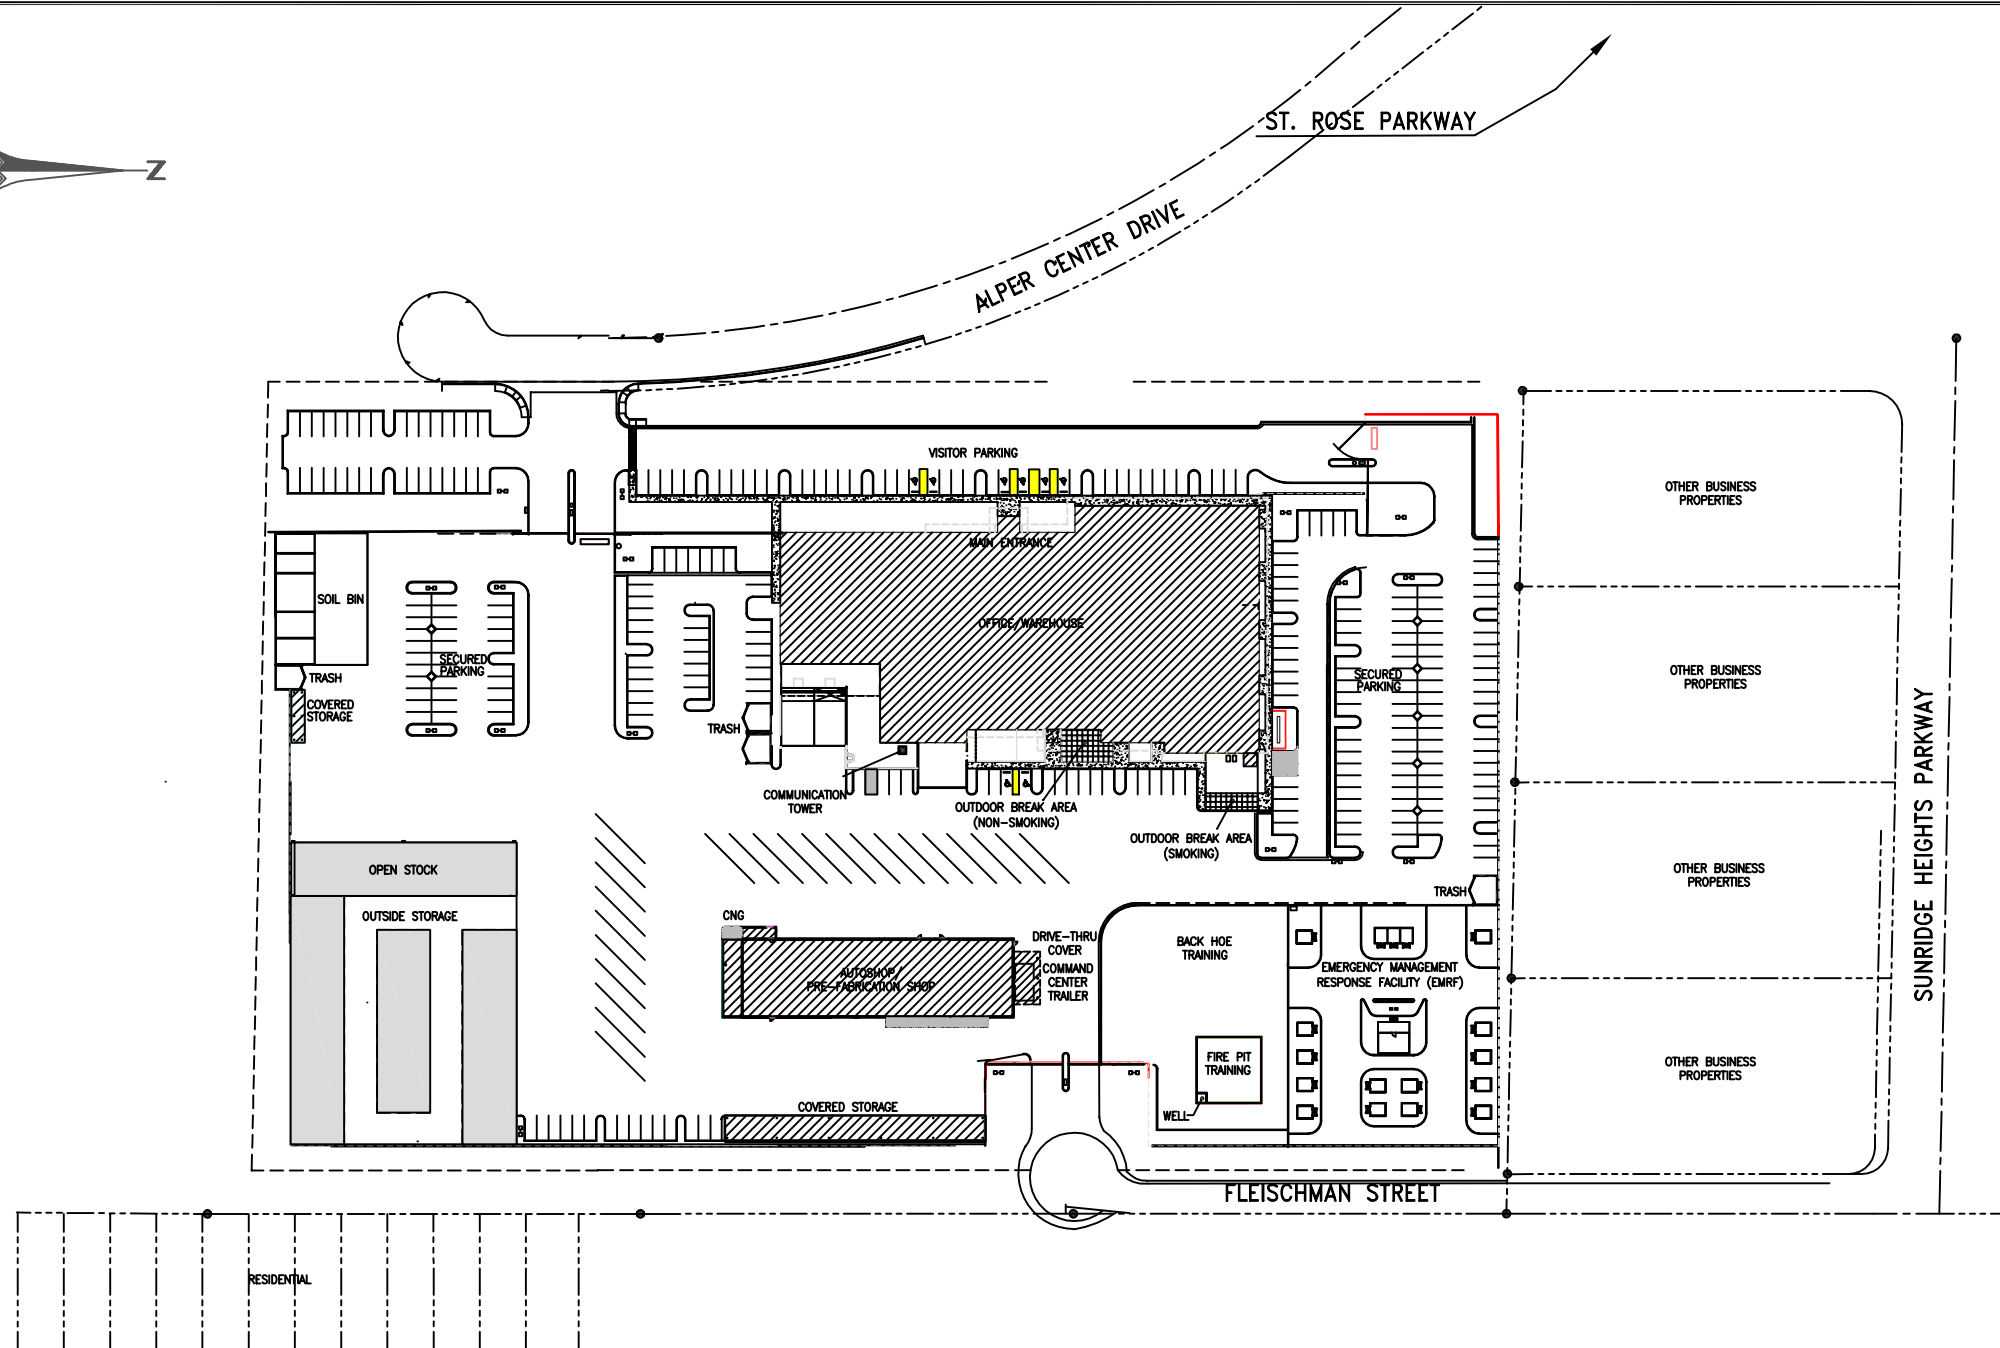 ST. ROSE PARKWAY
N
ALPER CENTER DRIVE
VISITOR PARKING
MAIN ENTRANCE
OTHER BUSINESS
PROPERTIES
SOIL BIN
OFFICE/WAREHOUSE
SECURED
PARKING
TRASH
COVERED
STORAGE
SECURED
PARKING
OTHER BUSINESS
PROPERTIES
TRASH
SUNRIDGE HEIGHTS PARKWAY
COMMUNICATION
TOWER
OUTDOOR BREAK AREA
(NON-SMOKING)
OUTDOOR BREAK AREA
(SMOKING)
OPEN STOCK
OTHER BUSINESS
PROPERTIES
TRASH
OUTSIDE STORAGE
CNG
DRIVE-THRU
COVER
BACK HOE
TRAINING
AUTOSHOP/
PRE-FABRICATION SHOP
COMMAND
CENTER
TRAILER
EMERGENCY MANAGEMENT
RESPONSE FACILITY (EMRF)
FIRE PIT
TRAINING
OTHER BUSINESS
PROPERTIES
COVERED STORAGE
WELL
FLEISCHMAN STREET
RESIDENTIAL